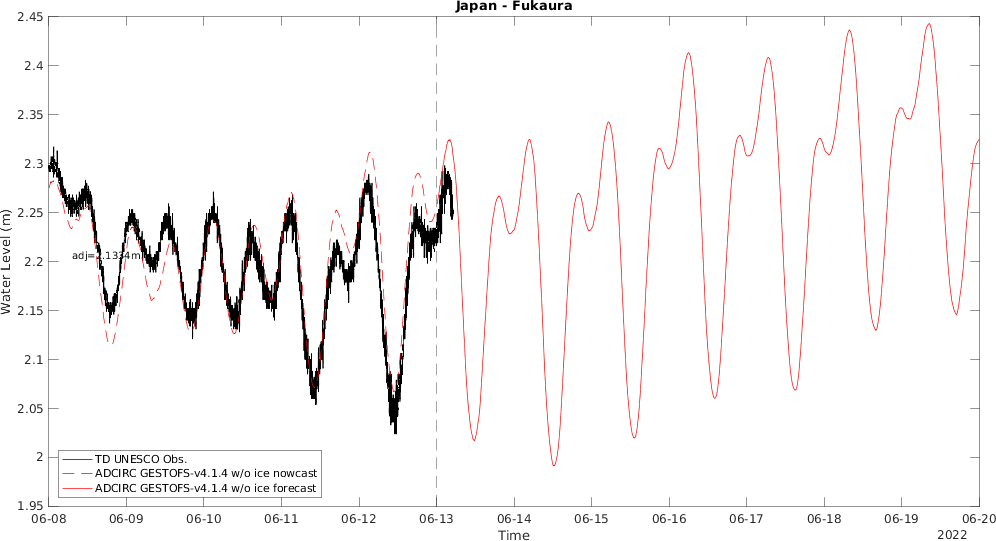 Japan - Fukaura
Water Level (m)
2.45
2.4
2.35
2.3
2.25
2.2
2.15
2.1
2.05
2
1.95
adj=2.1334m
TD UNESCO Obs.
ADCIRC GESTOFS-v4.1.4 w/o ice nowcast
ADCIRC GESTOFS-v4.1.4 w/o ice forecast
06-08 06-09 06-10 06-11 06-12 06-13 06-14 06-15 06-16 06-17 06-18 06-19 06-20
Time
2022